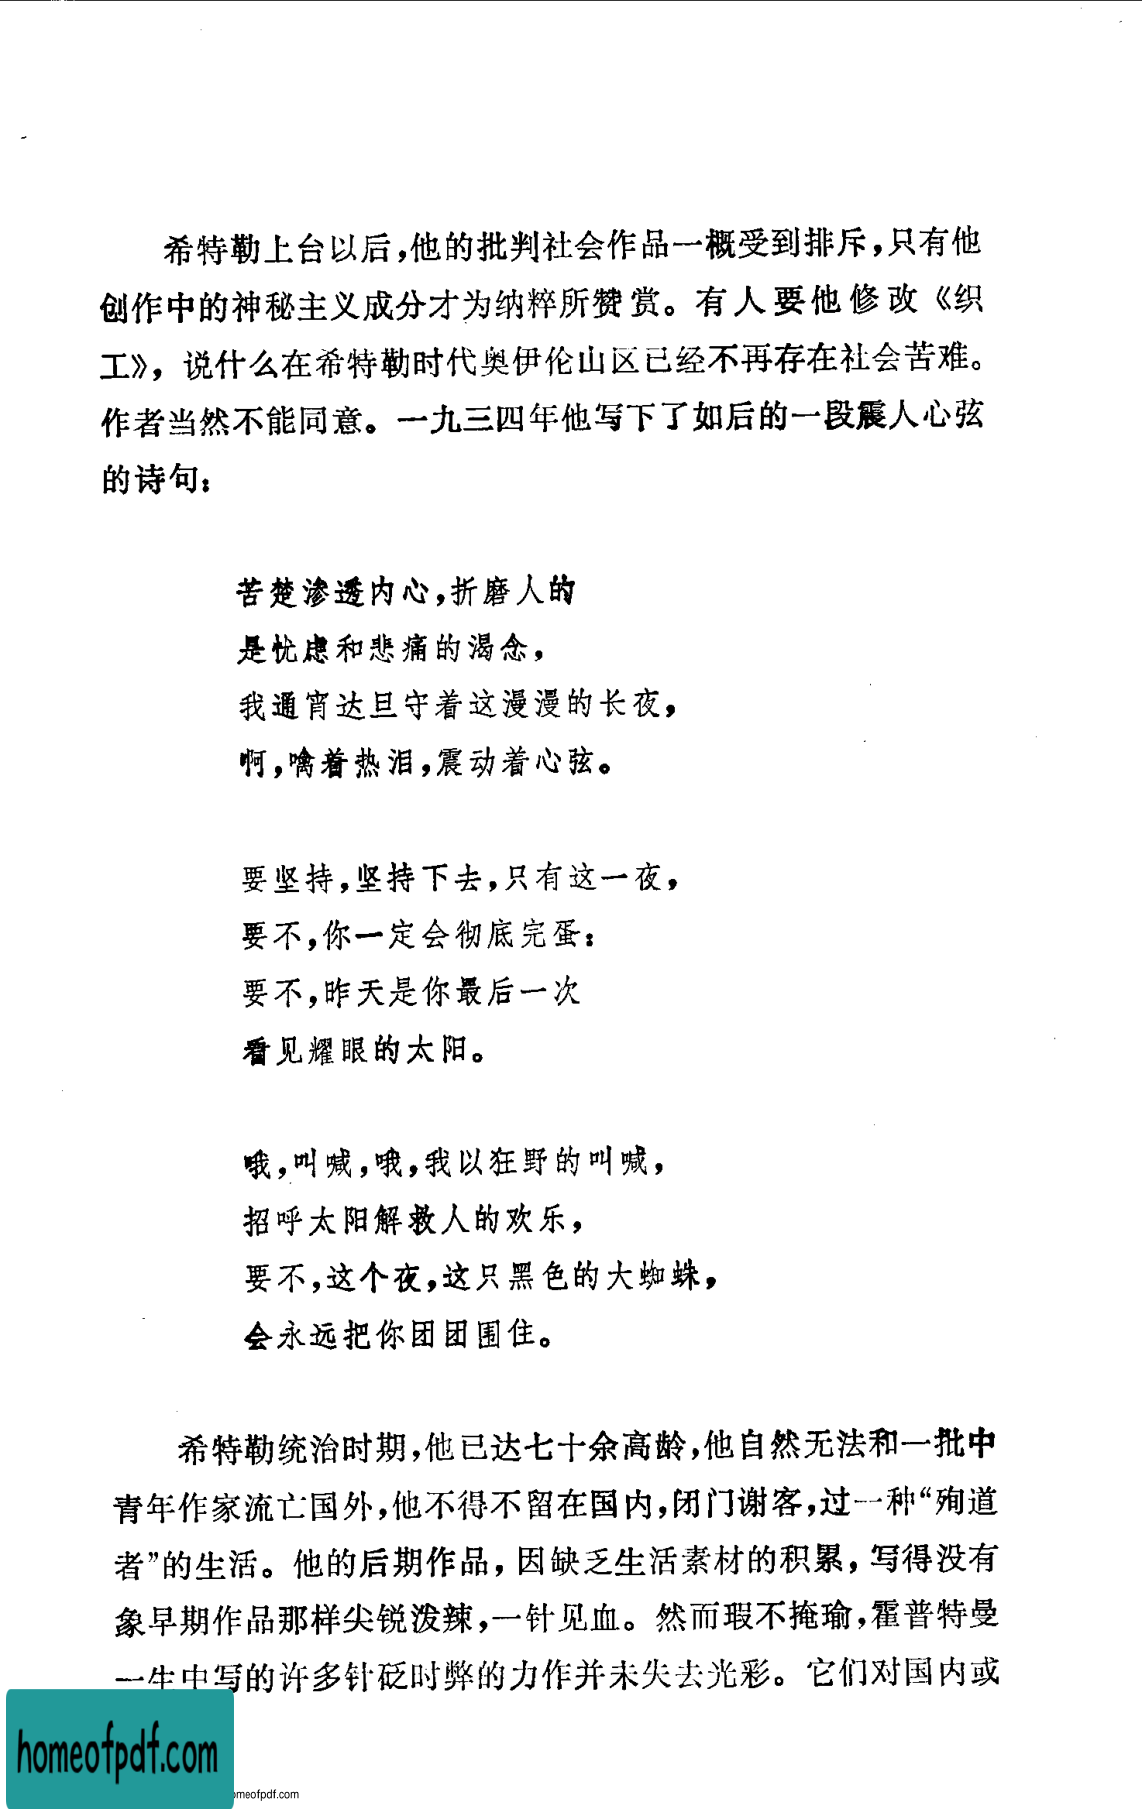 希特勒上台以后,他的批判社会作品一概受到排斥,只有他
创作中的神秘主义成分才为纳粹所赞赏。有人要他修改《织
工》，说什么在希特勒时代奥伊伦山区已经不再存在社会苦难。
作者当然不能同意。一九三四年他写下了如后的一段震人心弦
的诗句：
苦楚渗透内心,折磨人的
是忧虑和悲痛的渴念，
我通宵达旦守着这漫漫的长夜，
啊,噙着热泪,震动着心弦。
要坚持,坚持下去,只有这一夜，
要不,你一定会彻底完蛋：
要不,昨天是你最后一次
看见耀眼的太阳。
哦,叫喊,哦,我以狂野的叫喊，
招呼太阳解救人的欢乐，
要不,这个夜,这只黑色的大蜘蛛，
会永远把你团团围住。
希特勒统治时期,他已达七十余高龄,他自然无法和一批中
青年作家流亡国外,他不得不留在国内,闭门谢客,过一种“殉道
者”的生活。他的后期作品，因缺乏生活素材的积累，写得没有
象早期作品那样尖锐泼辣,一针见血。然而瑕不掩瑜,霍普特曼
一生中写的许多针砭时弊的力作并未失去光彩。它们对国内或
homeofpdf.com
omeofpdf.com